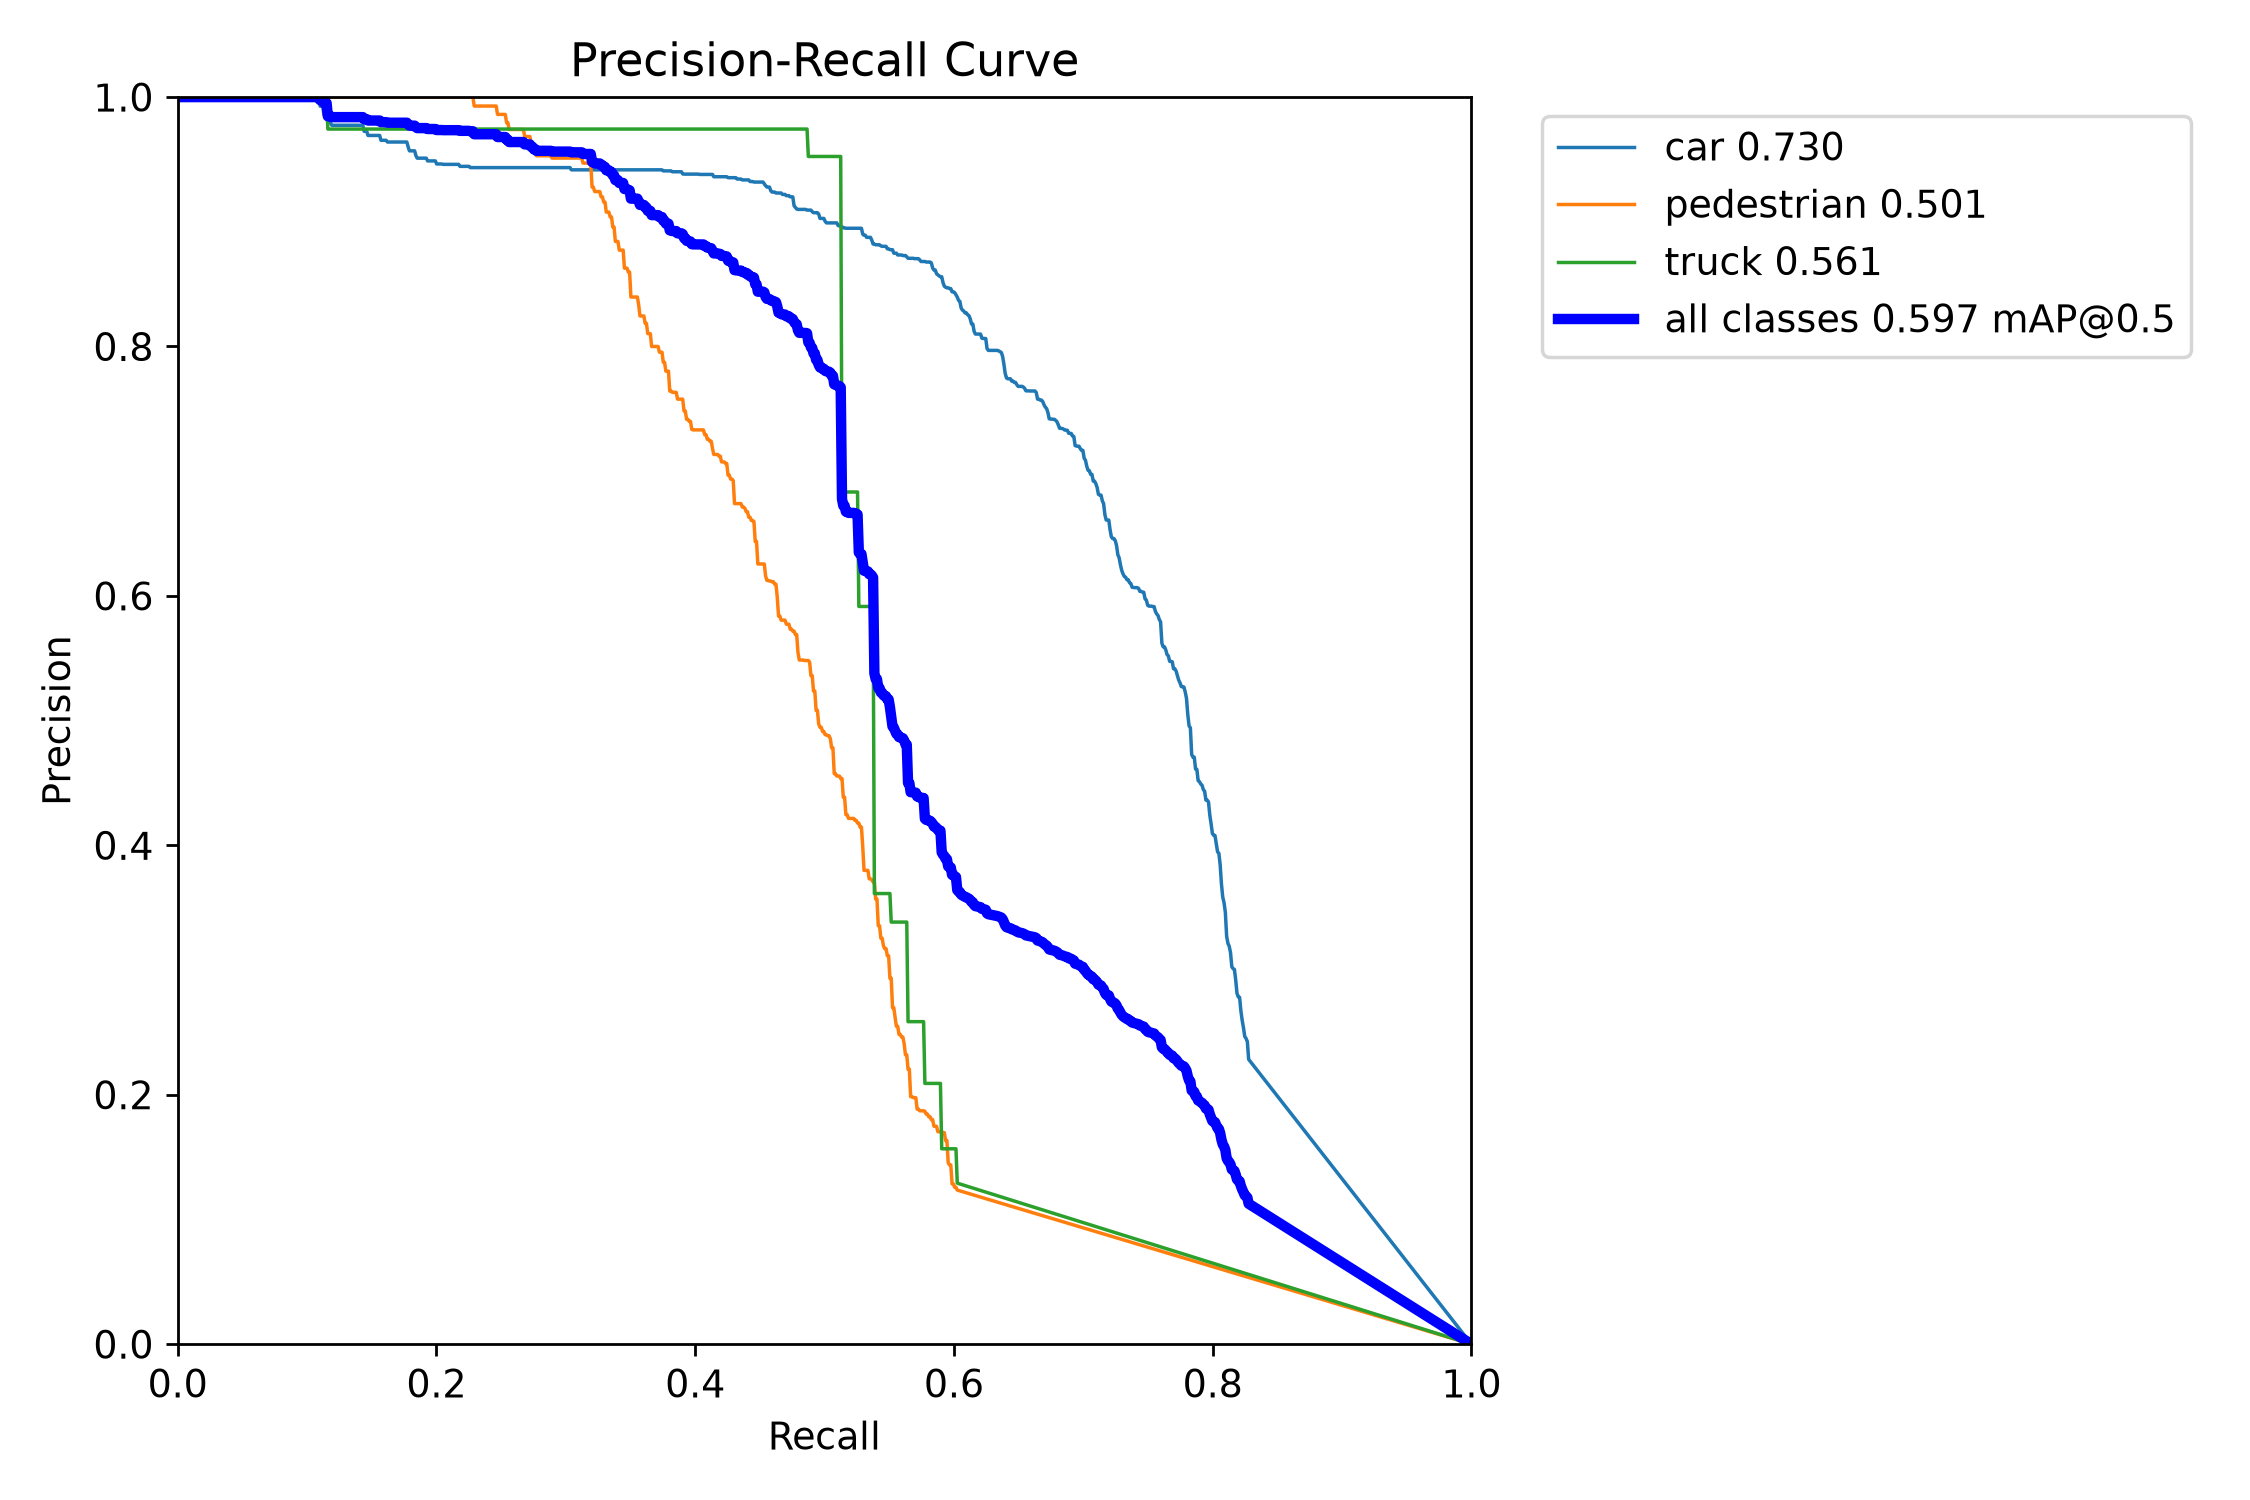 Precision-Recall Curve
1.0
0.8
0.6
0.4
0.2
0.0
Precision
0.0 0.2 0.4 0.6 0.8 1.0
Recall
car 0.730
pedestrian 0.501
truck 0.561
all classes 0.597 mAP@0.5